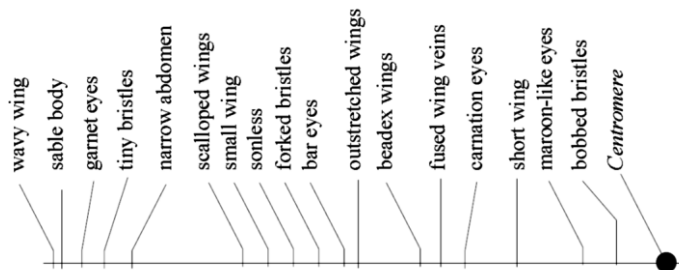 wavy wing
sable body
garnet eyes
tiny bristles
narrow abdomen
scalloped wings
small wing
sonless
forked bristles
bar eyes
outstretched wings
beadex wings
fused wing veins
carnation eyes
short wing
maroon-like eyes
bobbed bristles
Centromere